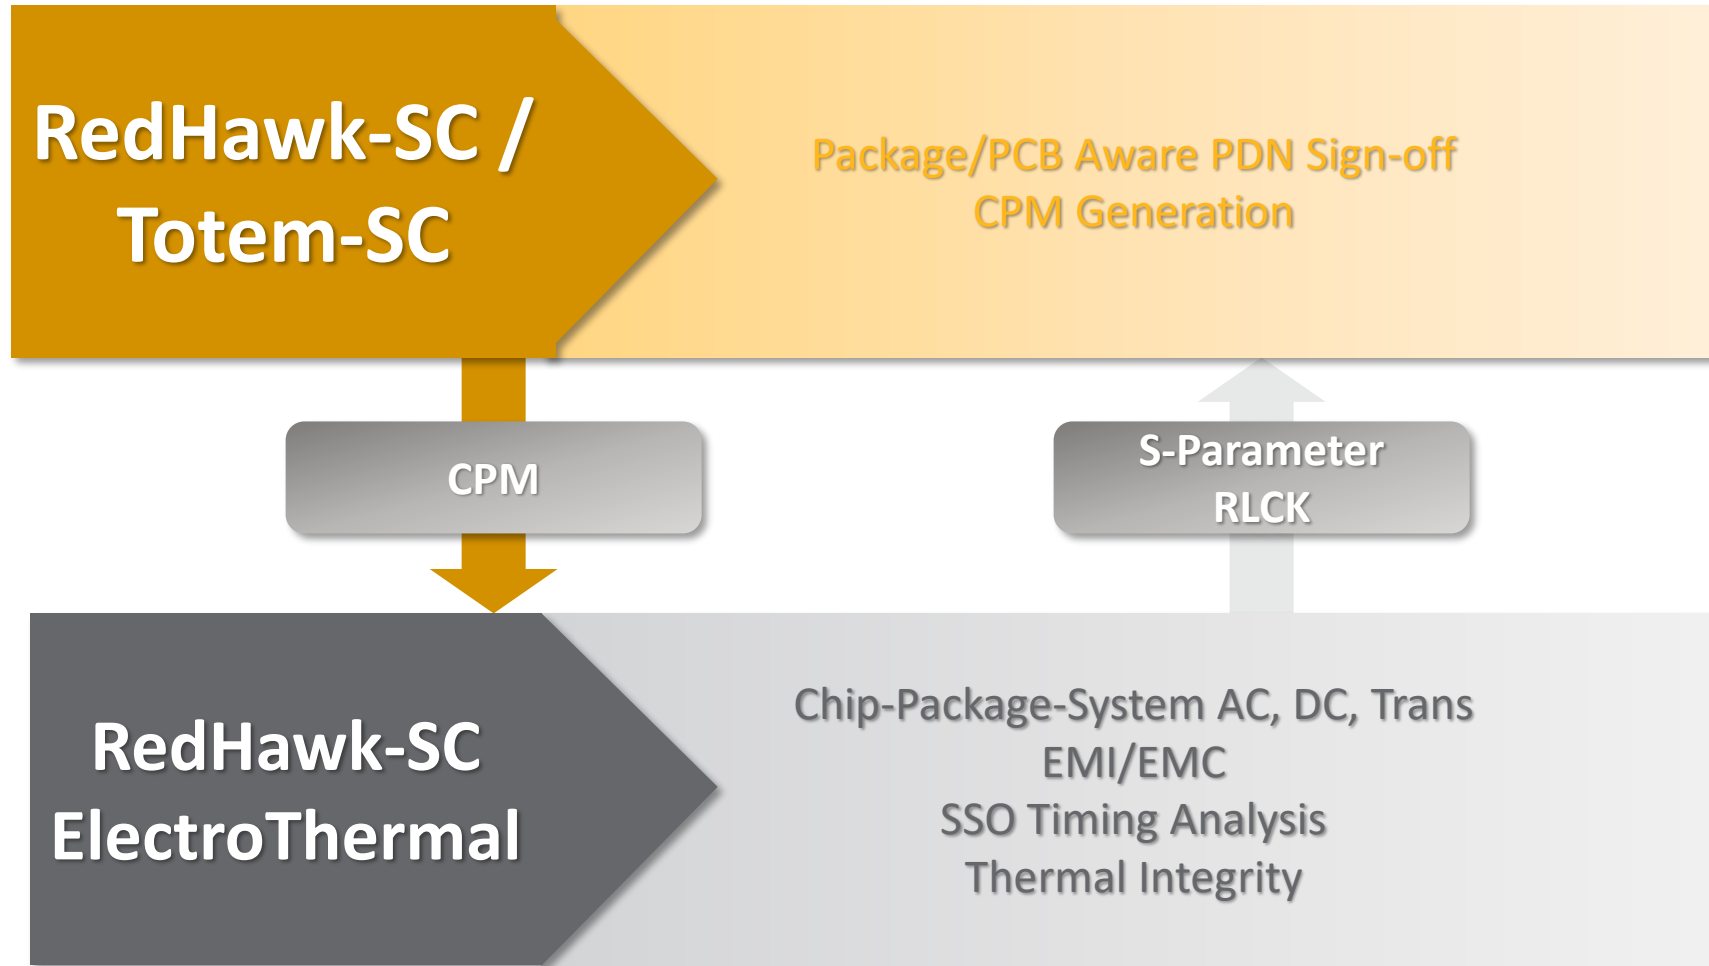 RedHawk-SC /
Totem-SC
Package/PCB Aware PDN Sign-off
CPM Generation
CPM
S-Parameter
RLCK
RedHawk-SC
ElectroThermal
Chip-Package-System AC, DC, Trans
EMI/EMC
SSO Timing Analysis
Thermal Integrity